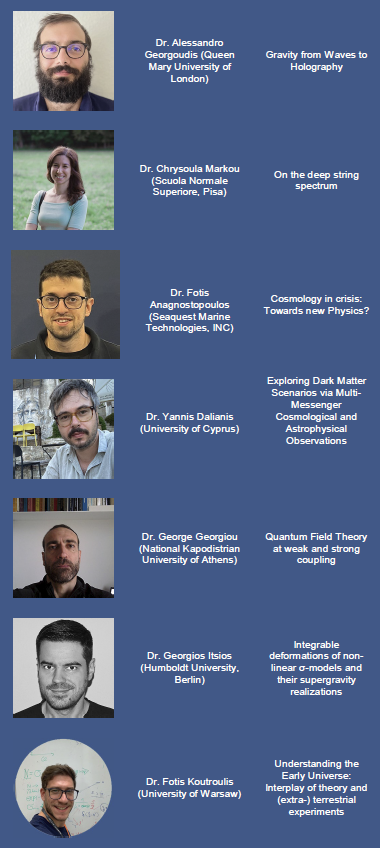 Dr. Alessandro
Georgoudis (Queen
Mary University of
London)
Gravity from Waves to
Holography
Dr. Chrysoula Markou
(Scuola Normale
Superiore, Pisa)
On the deep string
spectrum
Dr. Fotis
Anagnostopoulos
(Seaquest Marine
Technologies, INC)
Cosmology in crisis:
Towards new Physics?
Dr. Yannis Dalianis
(University of Cyprus)
Exploring Dark Matter
Scenarios via Multi-
Messenger
Cosmological and
Astrophysical
Observations
Dr. George Georgiou
(National Kapodistrian
University of Athens)
Quantum Field Theory
at weak and strong
coupling
Dr. Georgios Itsios
(Humboldt University,
Berlin)
Integrable
deformations of non-
linear σ-models and
their supergravity
realizations
Dr. Fotis Koutroulis
(University of Warsaw)
Understanding the
Early Universe:
Interplay of theory and
(extra-) terrestrial
experiments